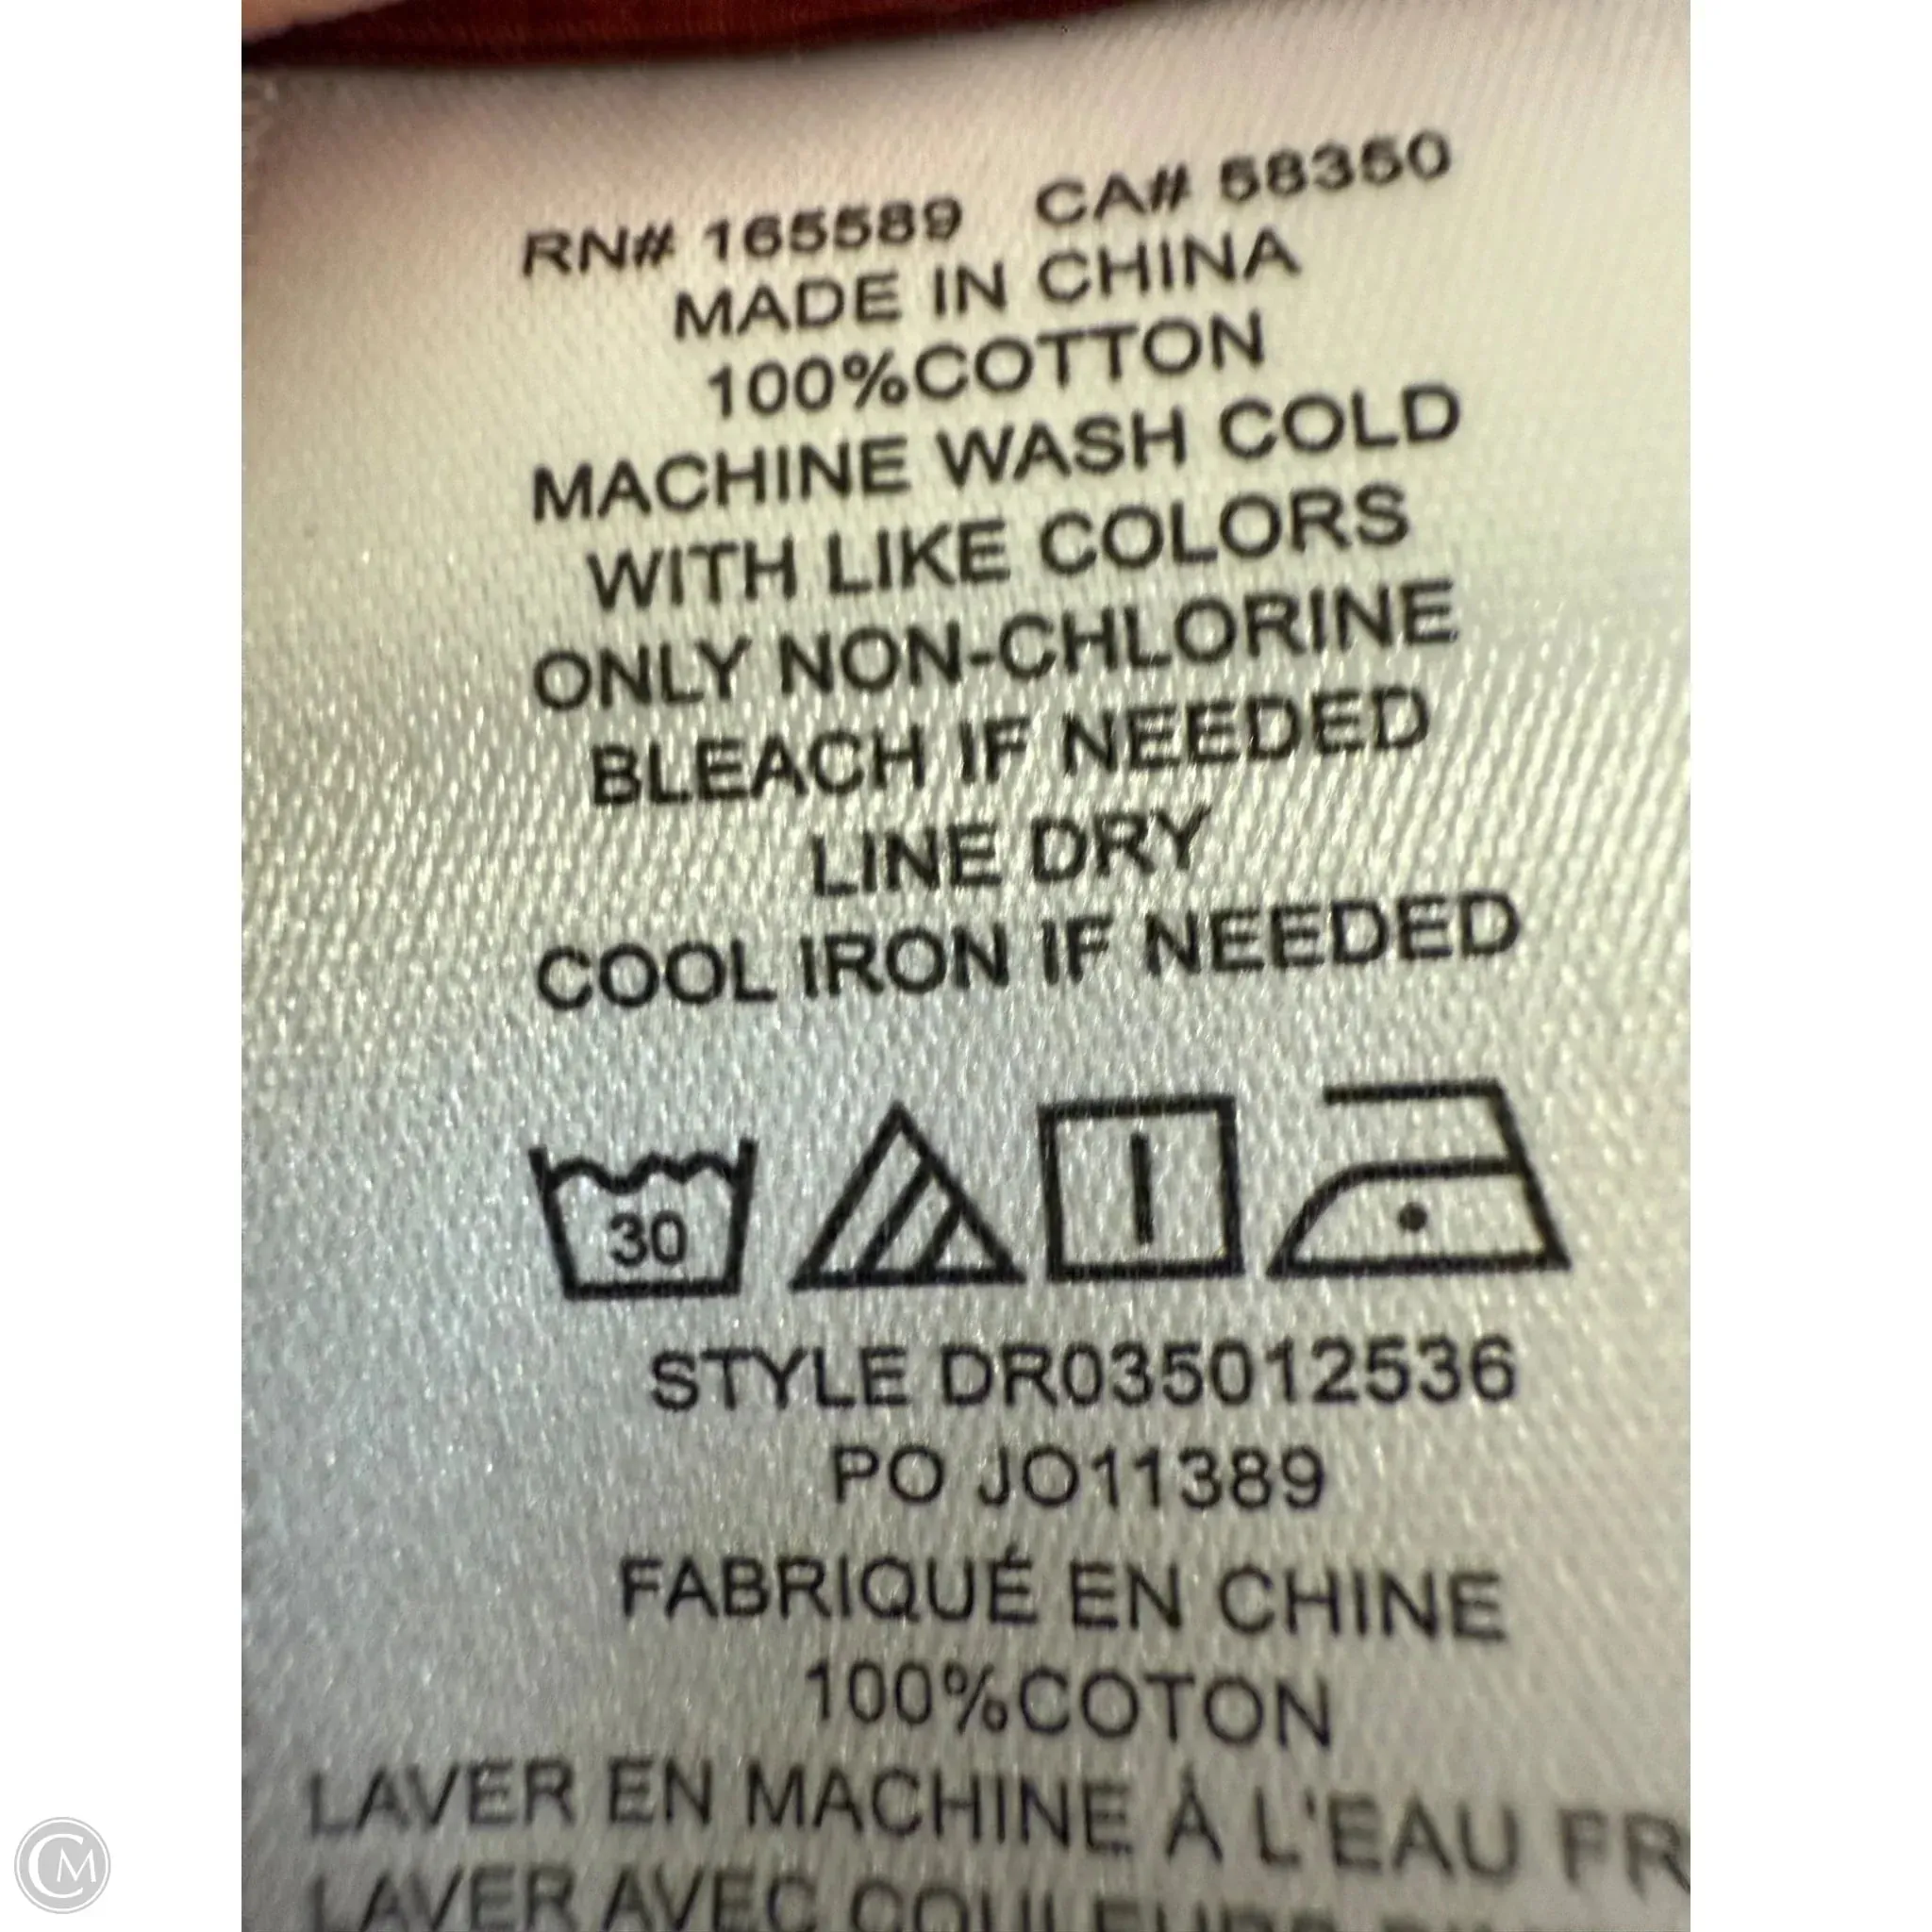 RN# 165589 CA# 58350
MADE IN CHINA
100%COTTON
MACHINE WASH COLD
WITH LIKE COLORS
ONLY NON-CHLORINE
BLEACH IF NEEDED
LINE DRY
COOL IRON IF NEEDED
30
STYLE DR035012536
PO JO11389
FABRIQUÉ EN CHINE
100%COTON
LAVER EN MACHINE À L'EAU FR
LAVER AVEC COULEURS
CM